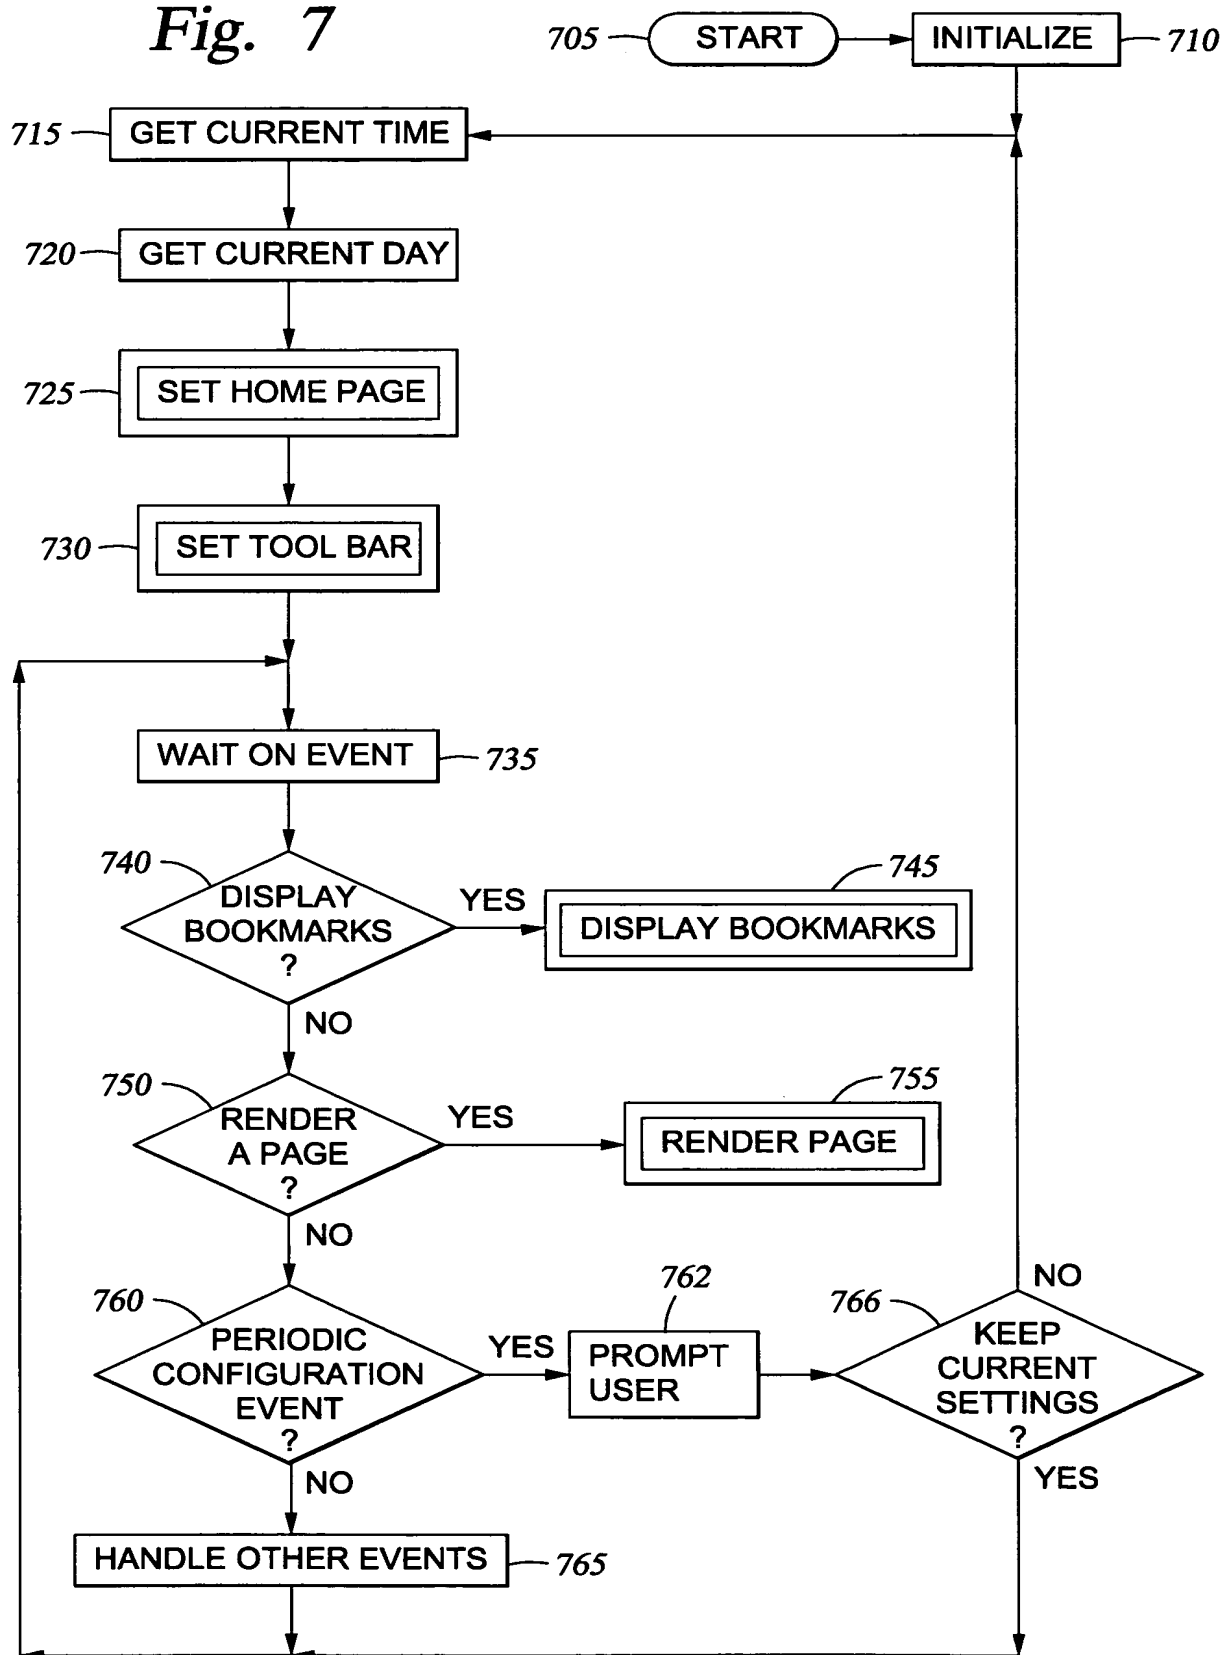 Fig. 7
705 START INITIALIZE 710
715 GET CURRENT TIME
720 GET CURRENT DAY
725 SET HOME PAGE
730 SET TOOL BAR
WAIT ON EVENT 735
740
DISPLAY
BOOKMARKS
?
YES
NO
745
DISPLAY BOOKMARKS
750
RENDER
A PAGE
?
YES
NO
755
RENDER PAGE
760
PERIODIC
CONFIGURATION
EVENT
?
YES
NO
762
PROMPT
USER
766
KEEP
CURRENT
SETTINGS
?
NO
YES
HANDLE OTHER EVENTS 765